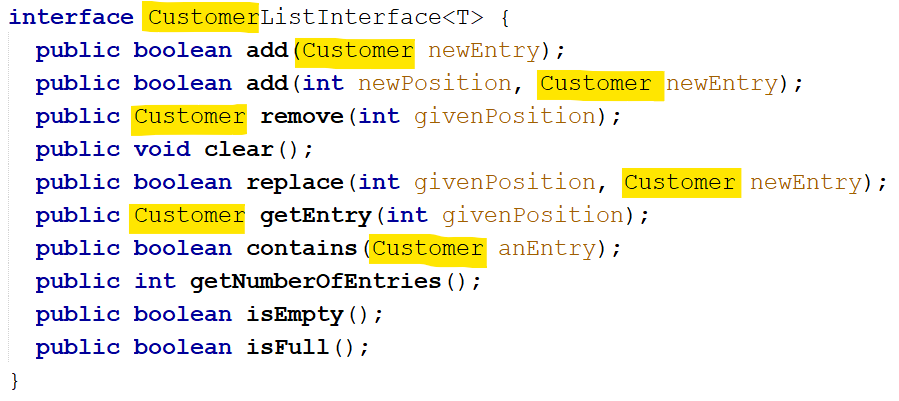 interface CustomerListInterface<T> {
public boolean add(Customer newEntry);
public boolean add(int newPosition, Customer newEntry);
public Customer remove(int givenPosition);
public void clear();
public boolean replace(int givenPosition, Customer newEntry);
public Customer getEntry(int givenPosition);
public boolean contains(Customer anEntry);
public int getNumberOfEntries();
public boolean isEmpty();
public boolean isFull();
}